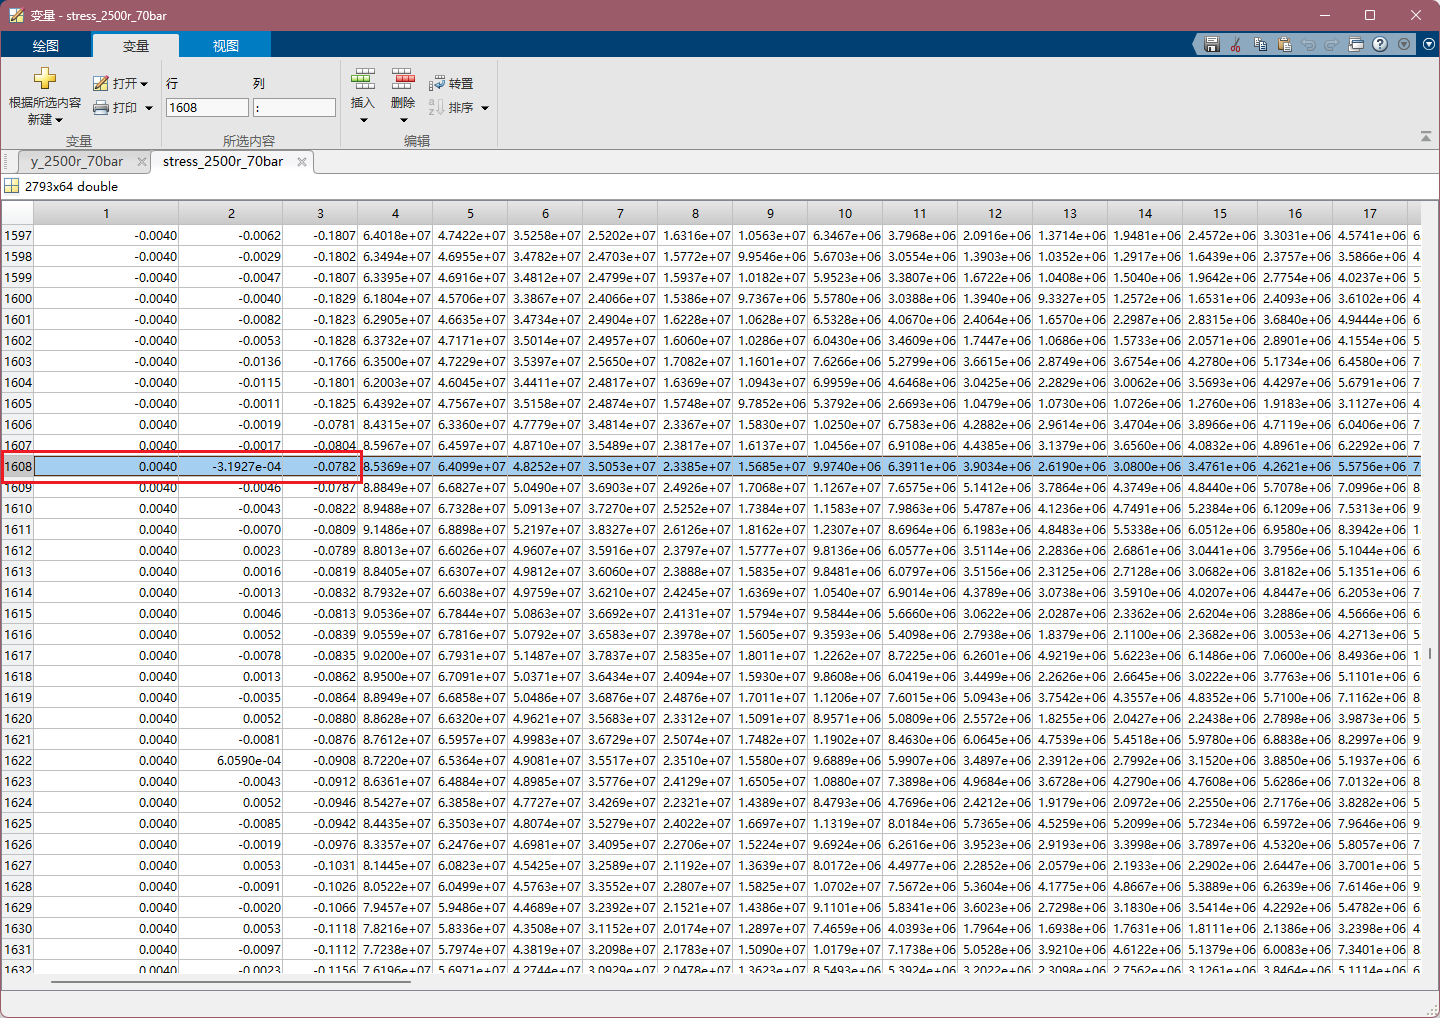 变量 - stress_2500r_70bar
绘图 变量 视图
根据所选内容
新建
打开
打印
变量
行 列
1608 :
所选内容
插入 删除 转置
排序
编辑
y_2500r_70bar stress_2500r_70bar
2793x64 double
1 2 3 4 5 6 7 8 9 10 11 12 13 14 15 16 17
1597 -0.0040 -0.0062 -0.1807 6.4018e+07 4.7422e+07 3.5258e+07 2.5202e+07 1.6316e+07 1.0563e+07 6.3467e+06 3.7968e+06 2.0916e+06 1.3714e+06 1.9481e+06 2.4572e+06 3.3031e+06 4.5741e+06
1598 -0.0040 -0.0029 -0.1802 6.3494e+07 4.6955e+07 3.4782e+07 2.4703e+07 1.5772e+07 9.9546e+06 5.6703e+06 3.0554e+06 1.3903e+06 1.0352e+06 1.2917e+06 1.6439e+06 2.3757e+06 3.5866e+06
1599 -0.0040 -0.0047 -0.1807 6.3395e+07 4.6916e+07 3.4812e+07 2.4799e+07 1.5937e+07 1.0182e+07 5.9523e+06 3.3807e+06 1.6722e+06 1.0408e+06 1.5040e+06 1.9642e+06 2.7754e+06 4.0237e+06
1600 -0.0040 -0.0040 -0.1829 6.1804e+07 4.5706e+07 3.3867e+07 2.4066e+07 1.5386e+07 9.7367e+06 5.5780e+06 3.0388e+06 1.3940e+06 9.3327e+05 1.2572e+06 1.6531e+06 2.4093e+06 3.6102e+06
1601 -0.0040 -0.0082 -0.1823 6.2905e+07 4.6635e+07 3.4734e+07 2.4904e+07 1.6228e+07 1.0628e+07 6.5328e+06 4.0670e+06 2.4064e+06 1.6570e+06 2.2987e+06 2.8315e+06 3.6840e+06 4.9444e+06
1602 -0.0040 -0.0053 -0.1828 6.3732e+07 4.7171e+07 3.5014e+07 2.4957e+07 1.6060e+07 1.0286e+07 6.0430e+06 3.4609e+06 1.7447e+06 1.0686e+06 1.5733e+06 2.0571e+06 2.8901e+06 4.1554e+06
1603 -0.0040 -0.0136 -0.1766 6.3500e+07 4.7229e+07 3.5397e+07 2.5650e+07 1.7082e+07 1.1601e+07 7.6266e+06 5.2799e+06 3.6615e+06 2.8749e+06 3.6754e+06 4.2780e+06 5.1734e+06 6.4580e+06
1604 -0.0040 -0.0115 -0.1801 6.2003e+07 4.6045e+07 3.4411e+07 2.4817e+07 1.6369e+07 1.0943e+07 6.9959e+06 4.6468e+06 3.0425e+06 2.2829e+06 3.0062e+06 3.5693e+06 4.4297e+06 5.6791e+06
1605 -0.0040 -0.0011 -0.1825 6.4392e+07 4.7567e+07 3.5158e+07 2.4874e+07 1.5748e+07 9.7852e+06 5.3792e+06 2.6693e+06 1.0479e+06 1.0730e+06 1.0726e+06 1.2760e+06 1.9183e+06 3.1127e+06
1606 0.0040 -0.0019 -0.0781 8.4315e+07 6.3360e+07 4.7779e+07 3.4814e+07 2.3367e+07 1.5830e+07 1.0250e+07 6.7583e+06 4.2882e+06 2.9614e+06 3.4704e+06 3.8966e+06 4.7119e+06 6.0406e+06
1607 0.0040 -0.0017 -0.0804 8.5967e+07 6.4597e+07 4.8710e+07 3.5489e+07 2.3817e+07 1.6137e+07 1.0456e+07 6.9108e+06 4.4385e+06 3.1379e+06 3.6560e+06 4.0832e+06 4.8961e+06 6.2292e+06
1608 0.0040 -3.1927e-04 -0.0782 8.5369e+07 6.4099e+07 4.8252e+07 3.5053e+07 2.3385e+07 1.5685e+07 9.9740e+06 6.3911e+06 3.9034e+06 2.6190e+06 3.0800e+06 3.4761e+06 4.2621e+06 5.5756e+06
1609 0.0040 -0.0046 -0.0787 8.8849e+07 6.6827e+07 5.0490e+07 3.6903e+07 2.4926e+07 1.7068e+07 1.1267e+07 7.6575e+06 5.1412e+06 3.7864e+06 4.3749e+06 4.8440e+06 5.7078e+06 7.0996e+06
1610 0.0040 -0.0043 -0.0822 8.9488e+07 6.7328e+07 5.0913e+07 3.7270e+07 2.5252e+07 1.7384e+07 1.1583e+07 7.9863e+06 5.4787e+06 4.1236e+06 4.7491e+06 5.2384e+06 6.1209e+06 7.5313e+06
1611 0.0040 -0.0070 -0.0809 9.1486e+07 6.8898e+07 5.2197e+07 3.8327e+07 2.6126e+07 1.8162e+07 1.2307e+07 8.6964e+06 6.1983e+06 4.8483e+06 5.5338e+06 6.0512e+06 6.9580e+06 8.3942e+06
1612 0.0040 0.0023 -0.0789 8.8013e+07 6.6026e+07 4.9607e+07 3.5916e+07 2.3797e+07 1.5777e+07 9.8136e+06 6.0577e+06 3.5114e+06 2.2836e+06 2.6861e+06 3.0441e+06 3.7956e+06 5.1044e+06
1613 0.0040 0.0016 -0.0819 8.8405e+07 6.6307e+07 4.9812e+07 3.6060e+07 2.3888e+07 1.5835e+07 9.8481e+06 6.0797e+06 3.5156e+06 2.3125e+06 2.7128e+06 3.0682e+06 3.8182e+06 5.1351e+06
1614 0.0040 -0.0013 -0.0832 8.7932e+07 6.6038e+07 4.9759e+07 3.6210e+07 2.4245e+07 1.6369e+07 1.0540e+07 6.9014e+06 4.3789e+06 3.0738e+06 3.5910e+06 4.0207e+06 4.8447e+06 6.2053e+06
1615 0.0040 0.0046 -0.0813 9.0536e+07 6.7844e+07 5.0863e+07 3.6692e+07 2.4131e+07 1.5794e+07 9.5844e+06 5.6660e+06 3.0622e+06 2.0287e+06 2.3362e+06 2.6204e+06 3.2886e+06 4.5666e+06
1616 0.0040 0.0052 -0.0839 9.0559e+07 6.7816e+07 5.0792e+07 3.6583e+07 2.3978e+07 1.5605e+07 9.3593e+06 5.4098e+06 2.7938e+06 1.8379e+06 2.1100e+06 2.3682e+06 3.0053e+06 4.2713e+06
1617 0.0040 -0.0078 -0.0835 9.0200e+07 6.7931e+07 5.1487e+07 3.7837e+07 2.5835e+07 1.8011e+07 1.2262e+07 8.7225e+06 6.2601e+06 4.9219e+06 5.6223e+06 6.1486e+06 7.0600e+06 8.4936e+06
1618 0.0040 0.0013 -0.0862 8.9500e+07 6.7091e+07 5.0371e+07 3.6434e+07 2.4094e+07 1.5930e+07 9.8608e+06 6.0419e+06 3.4499e+06 2.2626e+06 2.6645e+06 3.0222e+06 3.7763e+06 5.1101e+06
1619 0.0040 -0.0035 -0.0864 8.8949e+07 6.6858e+07 5.0486e+07 3.6876e+07 2.4876e+07 1.7011e+07 1.1206e+07 7.6015e+06 5.0943e+06 3.7542e+06 4.3557e+06 4.8352e+06 5.7100e+06 7.1162e+06
1620 0.0040 0.0052 -0.0880 8.8628e+07 6.6320e+07 4.9621e+07 3.5683e+07 2.3312e+07 1.5091e+07 8.9571e+06 5.0809e+06 2.5572e+06 1.8255e+06 2.0427e+06 2.2438e+06 2.7898e+06 3.9873e+06
1621 0.0040 -0.0081 -0.0876 8.7612e+07 6.5957e+07 4.9983e+07 3.6729e+07 2.5074e+07 1.7482e+07 1.1902e+07 8.4630e+06 6.0645e+06 4.7539e+06 5.4518e+06 5.9780e+06 6.8838e+06 8.2997e+06
1622 0.0040 6.0590e-04 -0.0908 8.7220e+07 6.5364e+07 4.9081e+07 3.5517e+07 2.3510e+07 1.5580e+07 9.6889e+06 5.9907e+06 3.4897e+06 2.3912e+06 2.7992e+06 3.1520e+06 3.8850e+06 5.1937e+06
1623 0.0040 -0.0043 -0.0912 8.6361e+07 6.4884e+07 4.8985e+07 3.5776e+07 2.4129e+07 1.6505e+07 1.0880e+07 7.3898e+06 4.9684e+06 3.6728e+06 4.2790e+06 4.7608e+06 5.6286e+06 7.0132e+06
1624 0.0040 0.0052 -0.0946 8.5427e+07 6.3858e+07 4.7727e+07 3.4269e+07 2.2321e+07 1.4389e+07 8.4793e+06 4.7696e+06 2.4212e+06 1.9179e+06 2.0972e+06 2.2550e+06 2.7176e+06 3.8282e+06
1625 0.0040 -0.0085 -0.0942 8.4435e+07 6.3503e+07 4.8074e+07 3.5279e+07 2.4022e+07 1.6697e+07 1.1319e+07 8.0184e+06 5.7365e+06 4.5259e+06 5.2099e+06 5.7234e+06 6.5972e+06 7.9646e+06
1626 0.0040 -0.0019 -0.0976 8.3357e+07 6.2476e+07 4.6981e+07 3.4095e+07 2.2706e+07 1.5224e+07 9.6924e+06 6.2616e+06 3.9523e+06 2.9193e+06 3.3998e+06 3.7897e+06 4.5320e+06 5.8057e+06
1627 0.0040 0.0053 -0.1031 8.1445e+07 6.0823e+07 4.5425e+07 3.2589e+07 2.1192e+07 1.3639e+07 8.0172e+06 4.4977e+06 2.2852e+06 2.0579e+06 2.1933e+06 2.2902e+06 2.6447e+06 3.7001e+06
1628 0.0040 -0.0091 -0.1026 8.0522e+07 6.0499e+07 4.5763e+07 3.3552e+07 2.2807e+07 1.5825e+07 1.0702e+07 7.5672e+06 5.3604e+06 4.1775e+06 4.8667e+06 5.3889e+06 6.2639e+06 7.6146e+06
1629 0.0040 -0.0020 -0.1066 7.9457e+07 5.9486e+07 4.4689e+07 3.2392e+07 2.1521e+07 1.4386e+07 9.1101e+06 5.8341e+06 3.6023e+06 2.7298e+06 3.1830e+06 3.5414e+06 4.2292e+06 5.4782e+06
1630 0.0040 0.0053 -0.1118 7.8216e+07 5.8336e+07 4.3508e+07 3.1152e+07 2.0174e+07 1.2897e+07 7.4659e+06 4.0393e+06 1.7964e+06 1.6938e+06 1.7631e+06 1.8111e+06 2.1386e+06 3.2398e+06
1631 0.0040 -0.0097 -0.1112 7.7238e+07 5.7974e+07 4.3819e+07 3.2098e+07 2.1783e+07 1.5090e+07 1.0179e+07 7.1738e+06 5.0528e+06 3.9210e+06 4.6122e+06 5.1379e+06 6.0083e+06 7.3401e+06
1632 0.0040 -0.0023 -0.1156 7.6196e+07 5.6971e+07 4.2744e+07 3.0929e+07 2.0478e+07 1.3623e+07 8.5493e+06 5.3924e+06 3.2022e+06 2.3098e+06 2.7562e+06 3.1261e+06 3.8464e+06 5.1114e+06